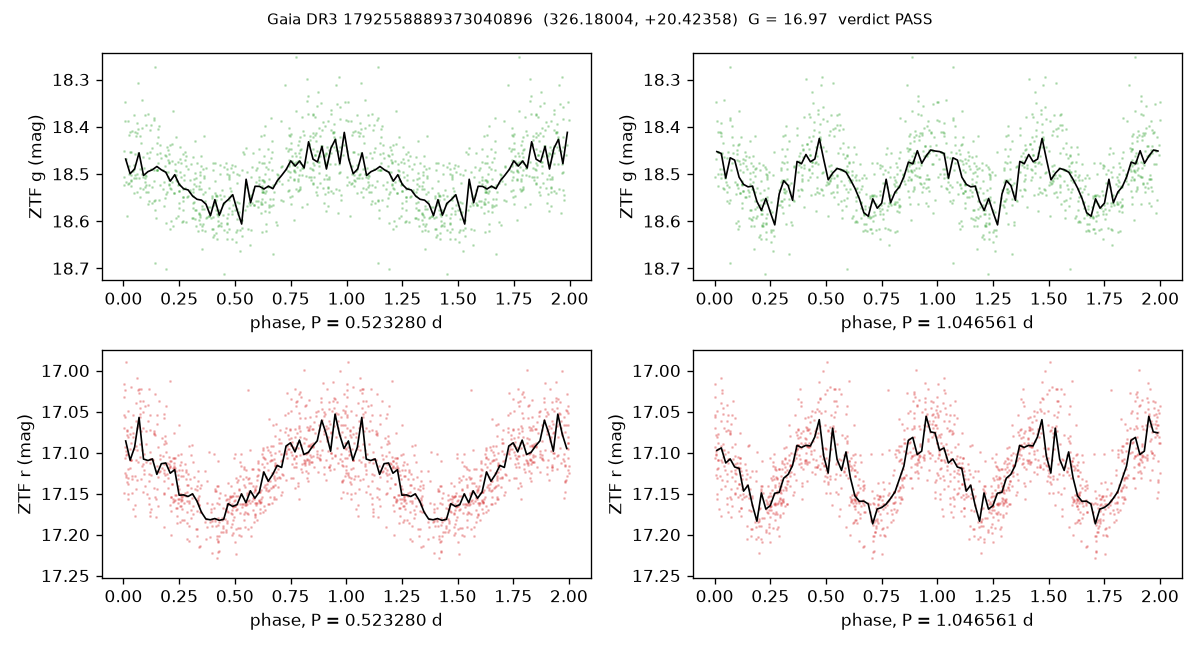 Gaia DR3 1792558889373040896  (326.18004, +20.42358)  G = 16.97  verdict PASS
ZTF g (mag)
18.3
18.4
18.5
18.6
18.7
0.00 0.25 0.50 0.75 1.00 1.25 1.50 1.75 2.00
phase, P = 0.523280 d
ZTF g (mag)
18.3
18.4
18.5
18.6
18.7
0.00 0.25 0.50 0.75 1.00 1.25 1.50 1.75 2.00
phase, P = 1.046561 d
ZTF r (mag)
17.00
17.05
17.10
17.15
17.20
17.25
0.00 0.25 0.50 0.75 1.00 1.25 1.50 1.75 2.00
phase, P = 0.523280 d
ZTF r (mag)
17.00
17.05
17.10
17.15
17.20
17.25
0.00 0.25 0.50 0.75 1.00 1.25 1.50 1.75 2.00
phase, P = 1.046561 d